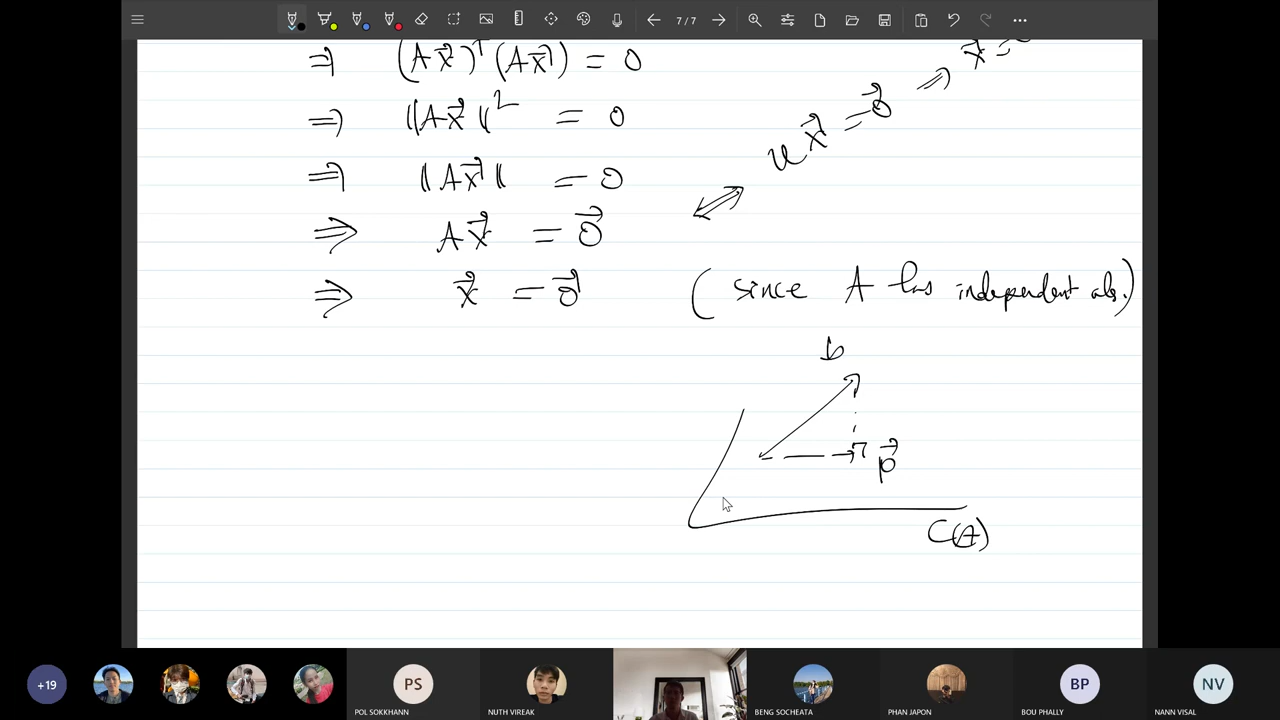 7 / 7
⇒ (Ax⃗)ᵀ(Ax⃗) = 0
⇒ ||Ax⃗||² = 0
⇒ ||Ax⃗|| = 0
⇒ Ax⃗ = 0⃗
⇒ x⃗ = 0⃗ (since A has independent cols.)
⇔ ux⃗ = 0⃗ ⇒
b
p⃗
C(A)
+19
PS
BP
NV
POL SOKKHANN
NUTH VIREAK
BENG SOCHEATA
PHAN JAPON
BOU PHALLY
NANN VISAL